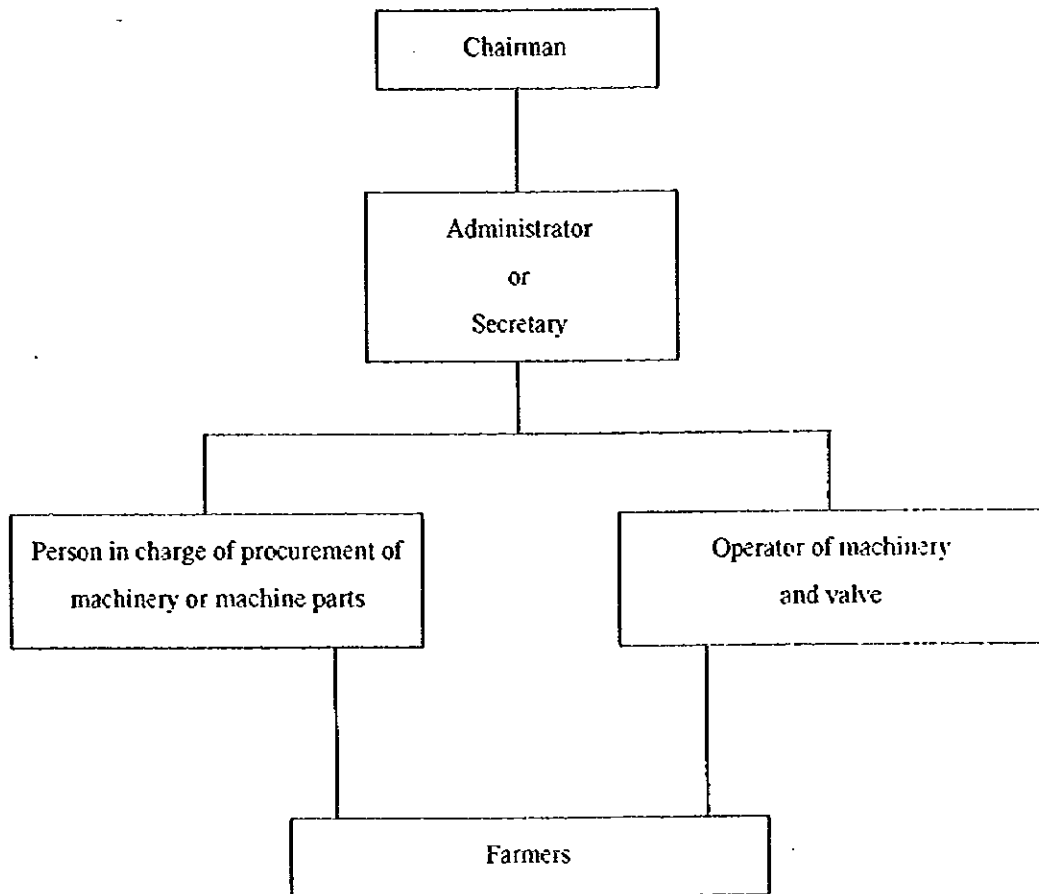 Chairman
Administrator
or
Secretary
Person in charge of procurement of
machinery or machine parts
Operator of machinery
and valve
Farmers